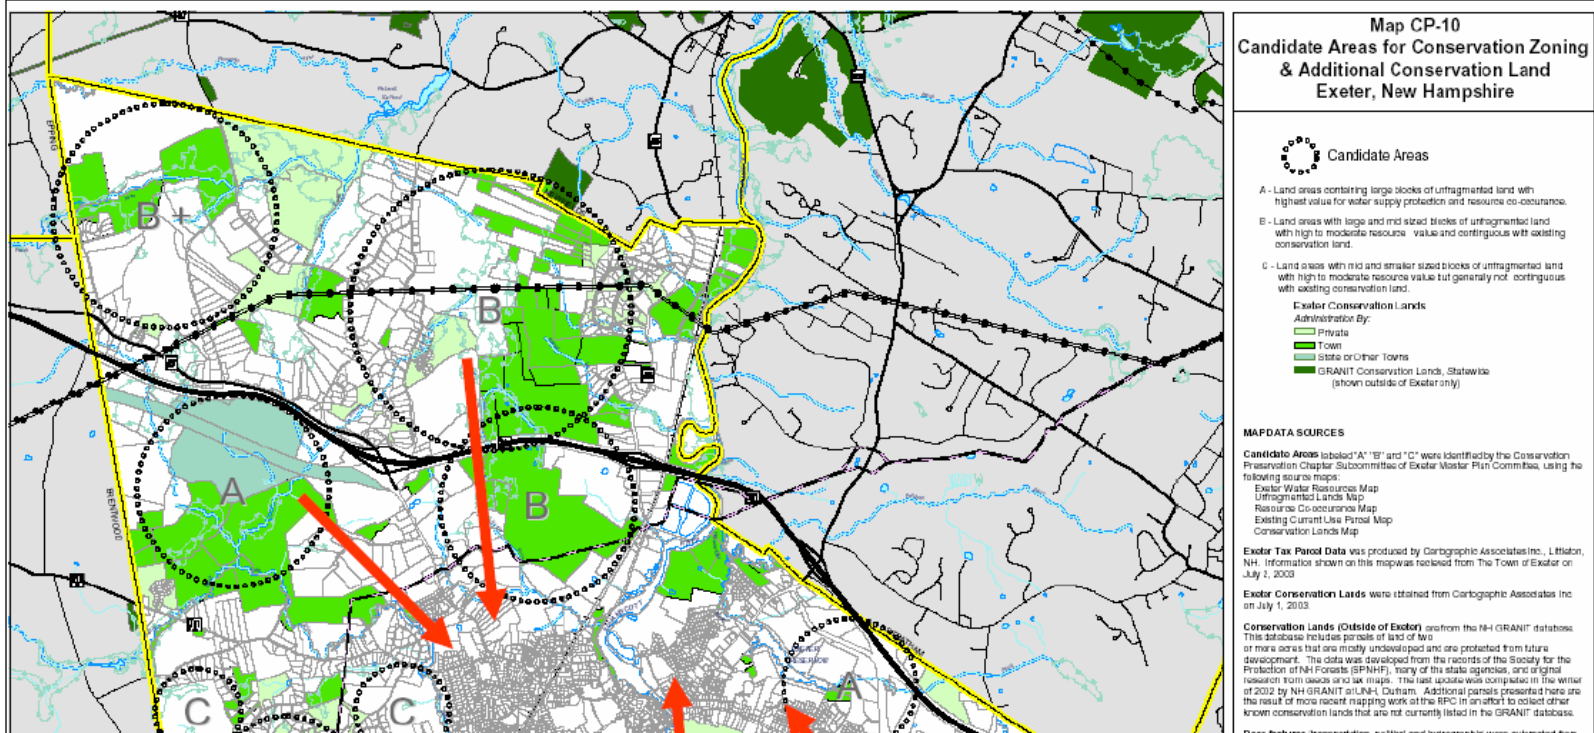 Map CP-10
Candidate Areas for Conservation Zoning
& Additional Conservation Land
Exeter, New Hampshire
Candidate Areas
A - Land areas containing large blocks of unfragmented land with
highest value for water supply protection and resource co-occurance.
B - Land areas with large and mid sized blocks of unfragmented land
with high to moderate resource value and continguous with existing
conservation land.
C - Land areas with mid and smaller sized blocks of unfragmented land
with high to moderate resource value but generally not continguous
with existing conservation land.
Exeter Conservation Lands
Administration By:
Private
Town
State or Other Towns
GRANIT Conservation Lands, Statewide
(shown outside of Exeter only)
MAP DATA SOURCES
Candidate Areas labeled "A" "B" and "C" were identified by the Conservation
Preservation Chapter Subcommittee of Exeter Master Plan Committee, using the
following source maps:
Exeter Water Resources Map
Unfragmented Lands Map
Resource Co-occurance Map
Existing Current Use Parcel Map
Conservation Lands Map
Exeter Tax Parcel Data was produced by Cartographic Associates Inc., Littleton,
NH. Information shown on this map was recieved from The Town of Exeter on
July 2, 2003
Exeter Conservation Lands were obtained from Cartographic Associates Inc
on July 1, 2003.
Conservation Lands (Outside of Exeter) are from the NH GRANIT database.
This database includes parcels of land of two
or more acres that are mostly undeveloped and are protected from future
development. The data was developed from the records of the Society for the
Protection of NH Forests (SPNHF), many of the state agencies, and original
research from deeds and tax maps. The last update was completed in the winter
of 2002 by NH GRANIT at UNH, Durham. Additional parcels presented here are
the result of more recent mapping work at the RPC in an effort to collect other
known conservation lands that are not currently listed in the GRANIT database.
EPPING
B +
B
A
B
BRENTWOOD
A
C
C